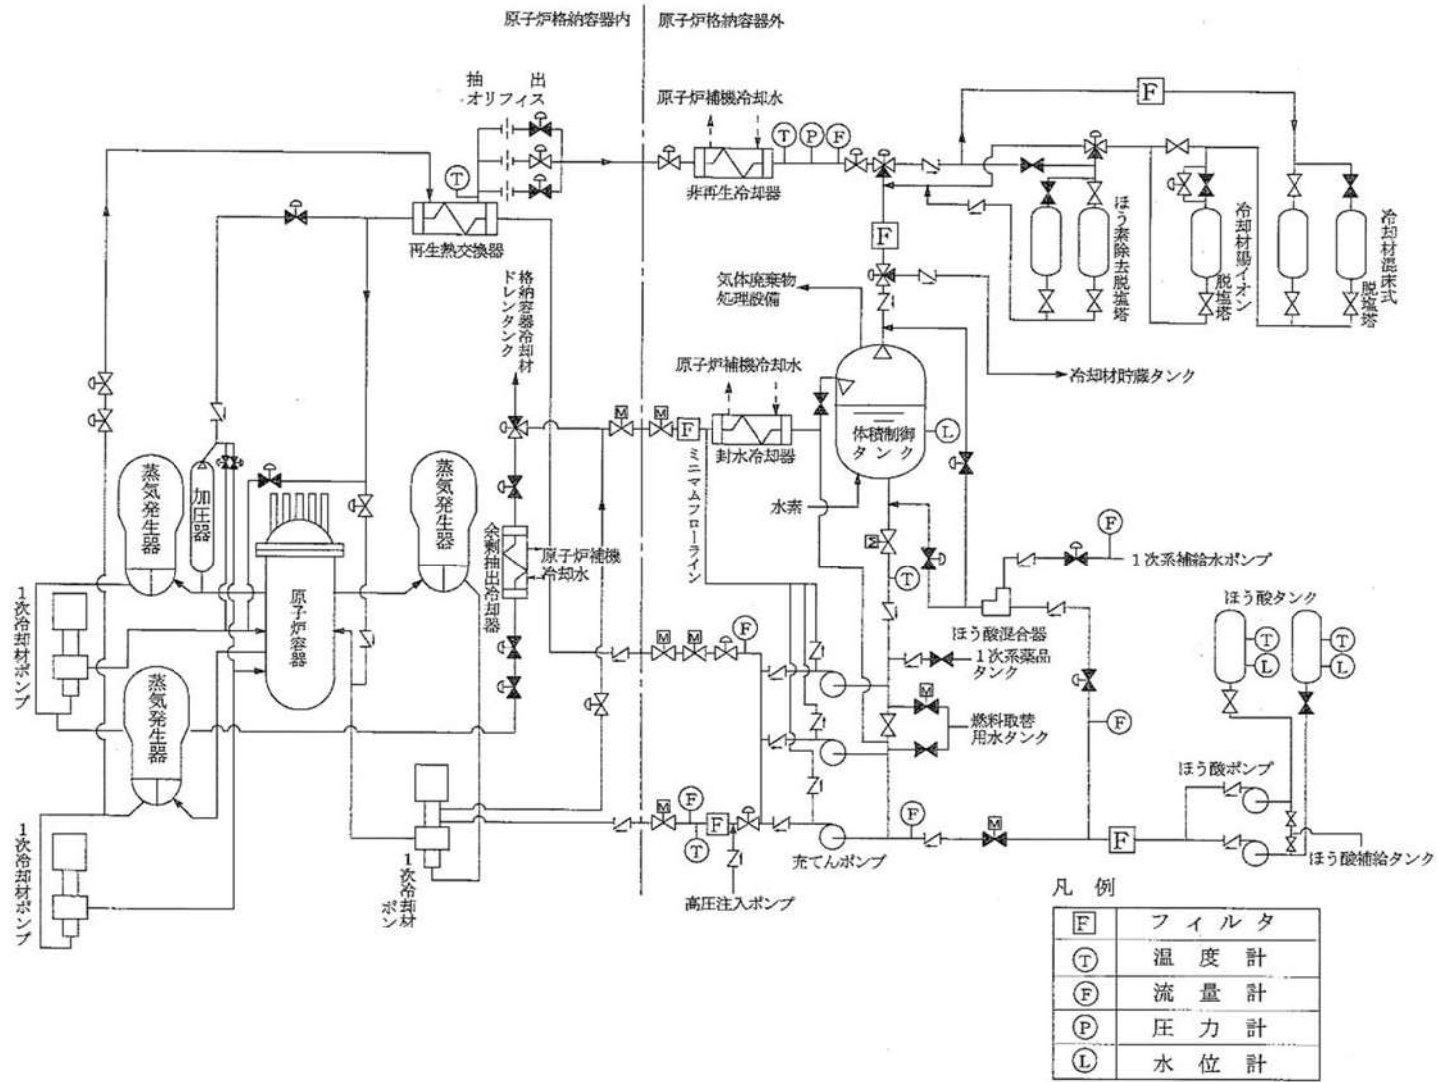 原子炉格納容器内
原子炉格納容器外
抽出
オリフィス
原子炉補機冷却水
F
T
P
F
T
非再生冷却器
再生熱交換器
F
ほう素除去脱塩塔
冷却材陽イオン
脱塩塔
冷却材混床式
脱塩塔
格納容器冷却材
ドレンタンク
気体廃棄物
処理設備
原子炉補機冷却水
冷却材貯蔵タンク
M
M
F
封水冷却器
体積制御
タンク
L
ミニマムフローライン
水素
蒸気発生器
加圧器
蒸気発生器
原子炉容器
余剰抽出冷却器
原子炉補機
冷却水
M
T
F
1次系補給水ポンプ
ほう酸混合器
1次系薬品
タンク
ほう酸タンク
T
L
T
L
1次冷却材ポンプ
蒸気発生器
M
M
F
M
燃料取替
用水タンク
F
ほう酸ポンプ
1次冷却材ポンプ
1次冷却材
ポン
M
F
T
F
充てんポンプ
F
M
F
ほう酸補給タンク
高圧注入ポンプ
凡例
F フィルタ
T 温度計
F 流量計
P 圧力計
L 水位計